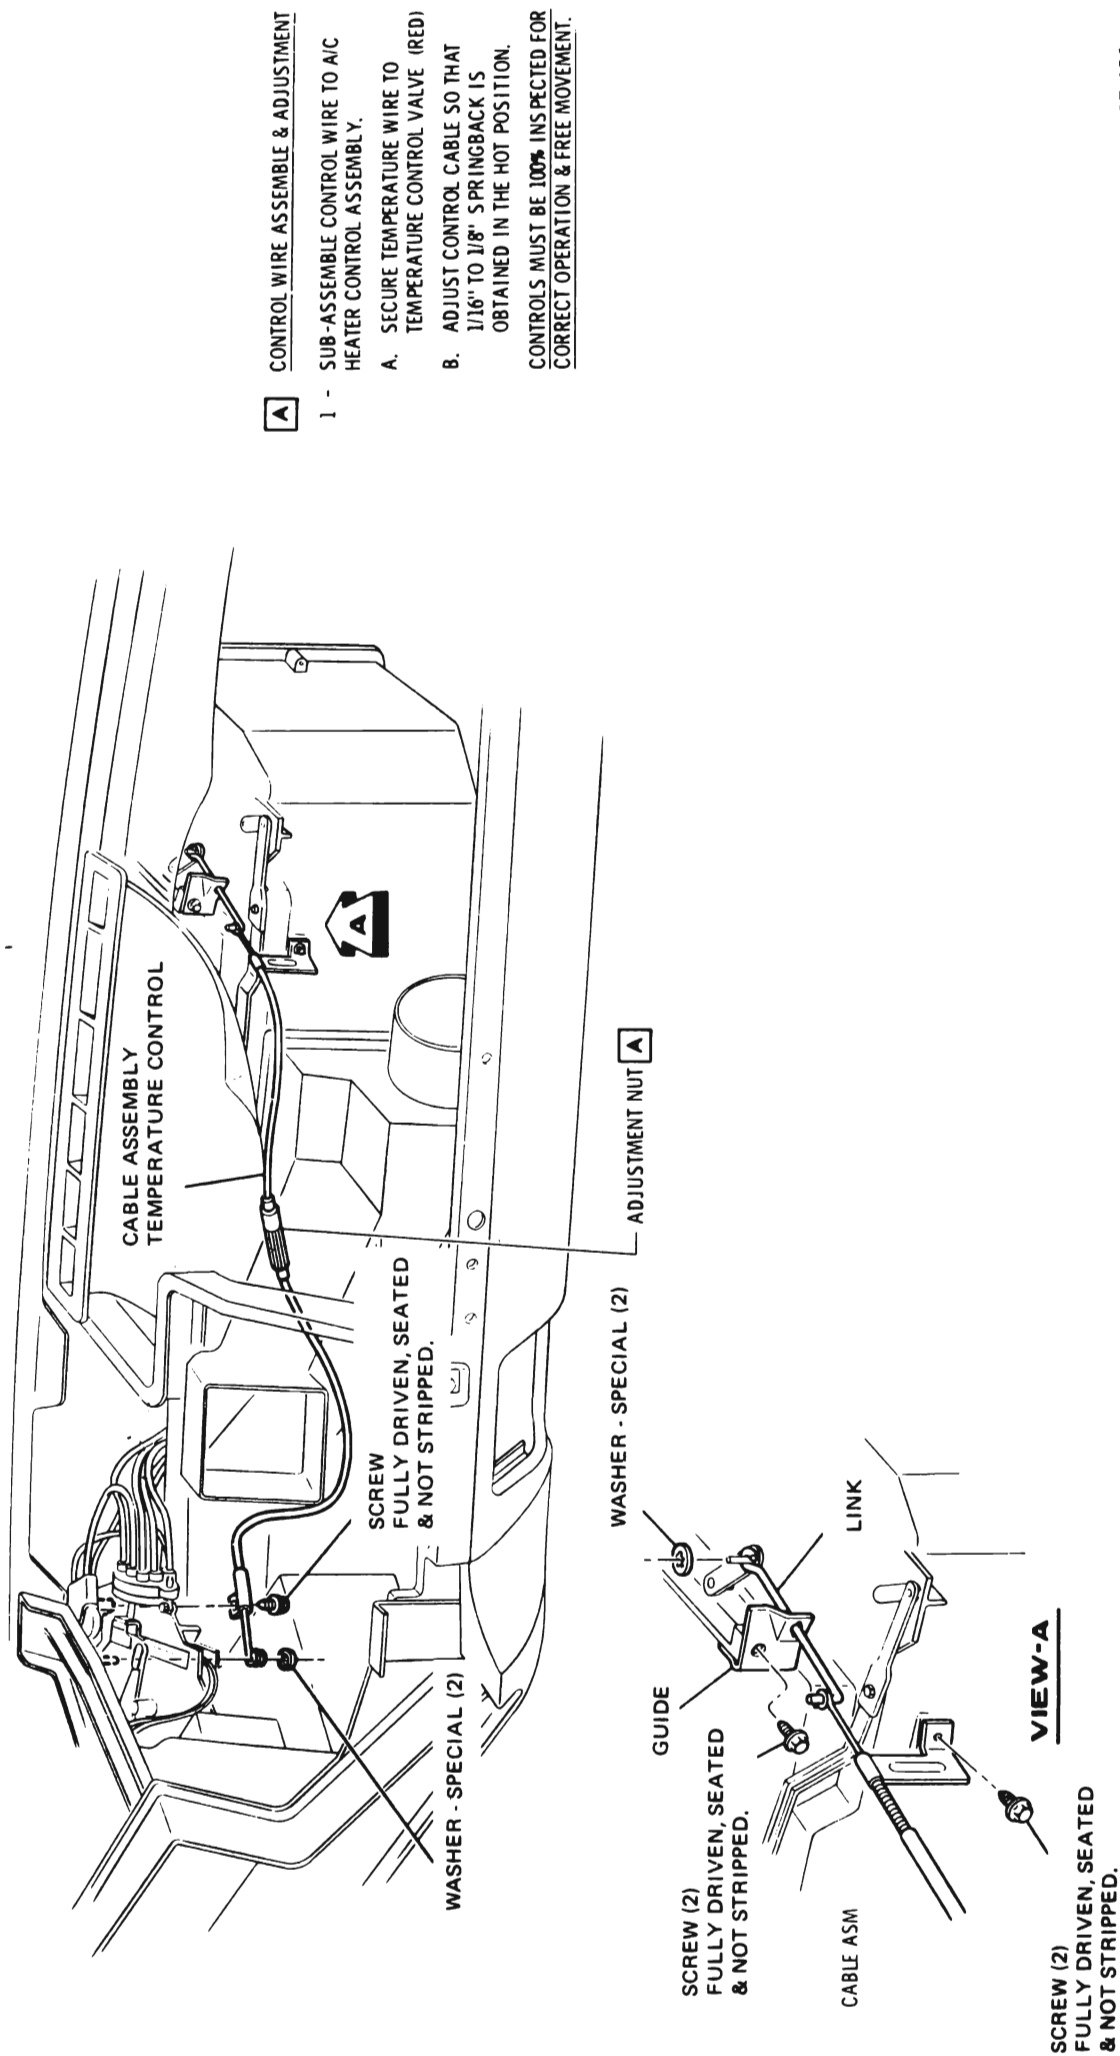 A CONTROL WIRE ASSEMBLE & ADJUSTMENT
1 - SUB-ASSEMBLE CONTROL WIRE TO A/C
HEATER CONTROL ASSEMBLY.
A. SECURE TEMPERATURE WIRE TO
TEMPERATURE CONTROL VALVE (RED)
B. ADJUST CONTROL CABLE SO THAT
1/16" TO 1/8" SPRINGBACK IS
OBTAINED IN THE HOT POSITION.
CONTROLS MUST BE 100% INSPECTED FOR
CORRECT OPERATION & FREE MOVEMENT.
CABLE ASSEMBLY
TEMPERATURE CONTROL
A
SCREW
FULLY DRIVEN, SEATED
& NOT STRIPPED.
WASHER - SPECIAL (2)
ADJUSTMENT NUT A
WASHER - SPECIAL (2)
GUIDE
LINK
SCREW (2)
FULLY DRIVEN, SEATED
& NOT STRIPPED.
CABLE ASM
VIEW-A
SCREW (2)
FULLY DRIVEN, SEATED
& NOT STRIPPED.